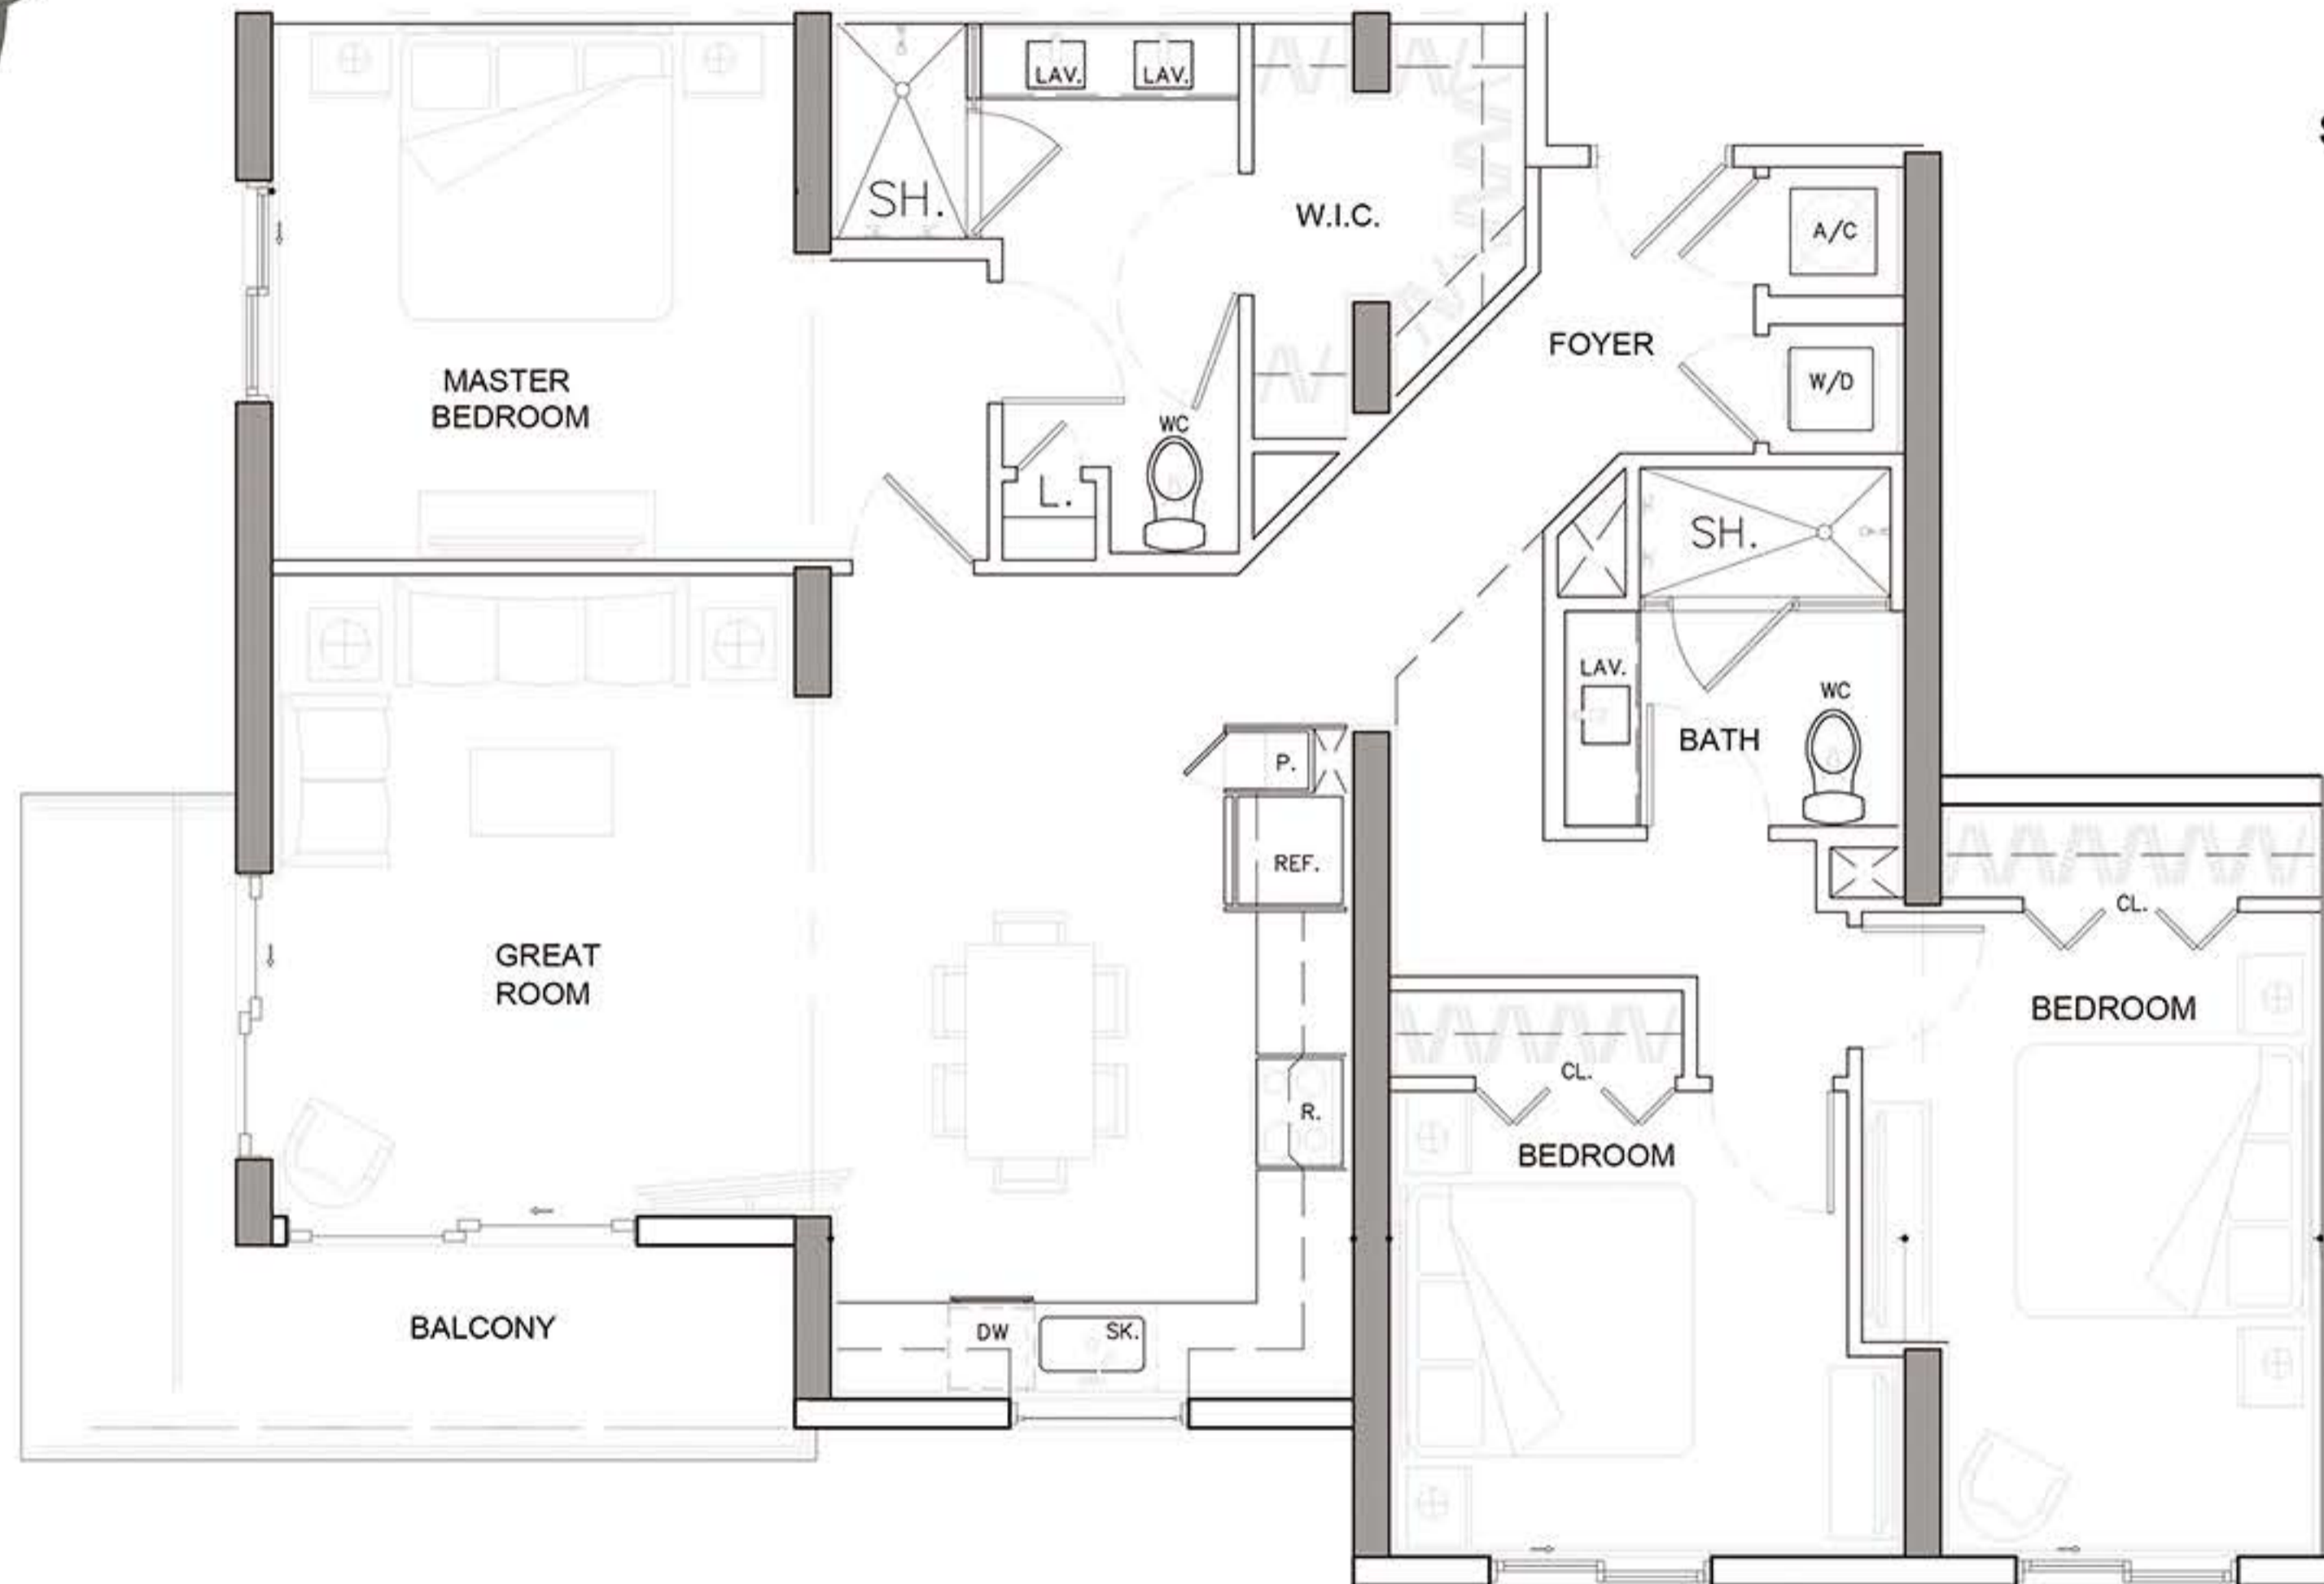 LAV.
LAV.
SH.
W.I.C.
A/C
FOYER
W/D
MASTER
BEDROOM
WC
L.
SH.
LAV.
WC
BATH
P.
REF.
CL.
GREAT
ROOM
BEDROOM
CL.
R.
BEDROOM
BALCONY
DW
SK.